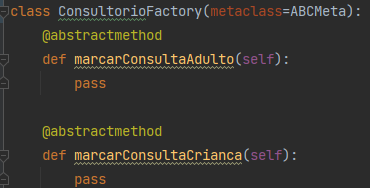 class ConsultorioFactory(metaclass=ABCMeta):
    @abstractmethod
    def marcarConsultaAdulto(self):
        pass

    @abstractmethod
    def marcarConsultaCrianca(self):
        pass